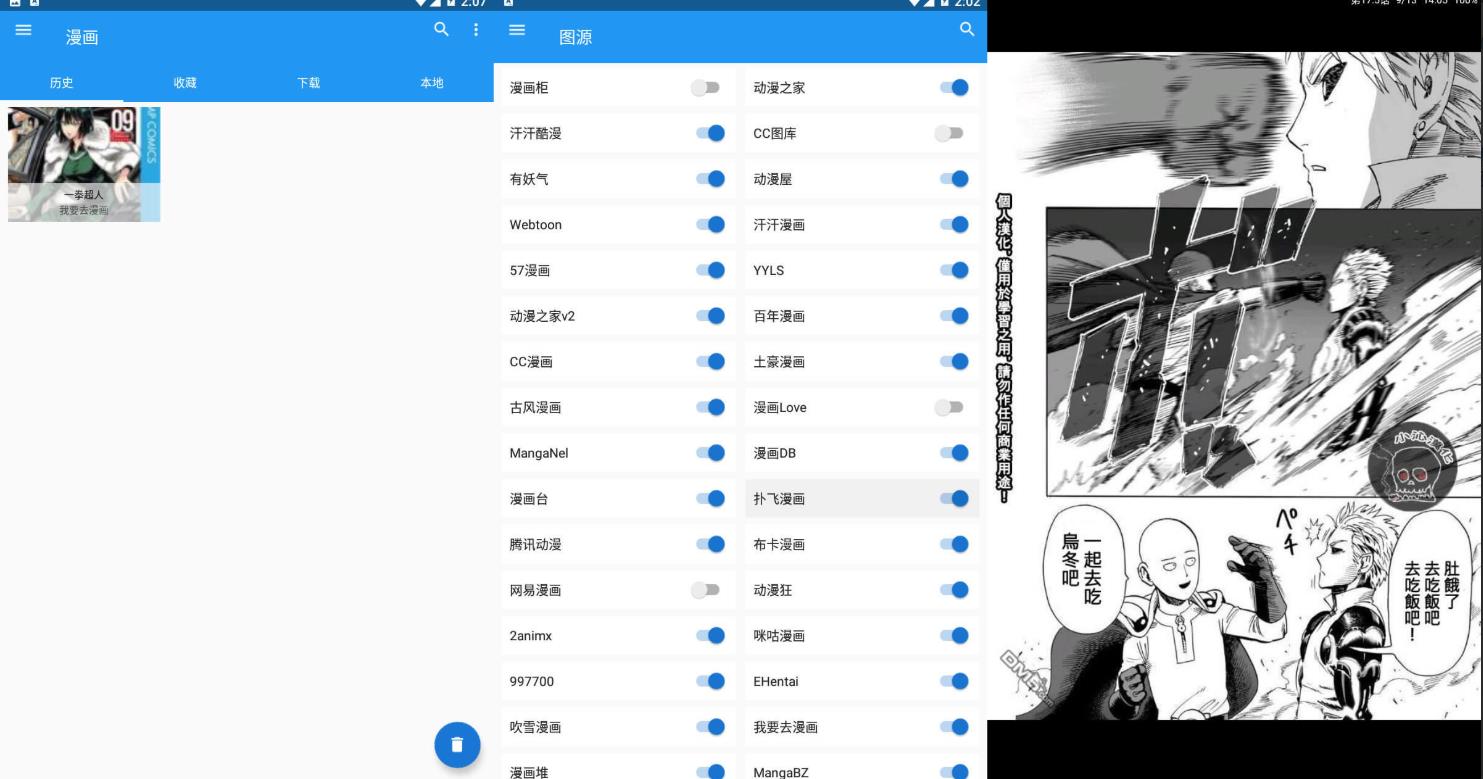 2:07
漫画
历史
收藏
下载
本地
09
AP COMICS
一拳超人
我要去漫画
2:02
图源
漫画柜
动漫之家
汗汗酷漫
CC图库
有妖气
动漫屋
Webtoon
汗汗漫画
57漫画
YYLS
动漫之家v2
百年漫画
CC漫画
土豪漫画
古风漫画
漫画Love
MangaNel
漫画DB
漫画台
扑飞漫画
腾讯动漫
布卡漫画
网易漫画
动漫狂
2animx
咪咕漫画
997700
EHentai
吹雪漫画
我要去漫画
漫画堆
MangaBZ
第17.5话 9/13 14:05 100%
個人漢化，僅用於學習之用，請勿作任何商業用途！
ペチ
肚餓了
去吃飯吧
去吃飯吧！
一起去吃
烏冬吧